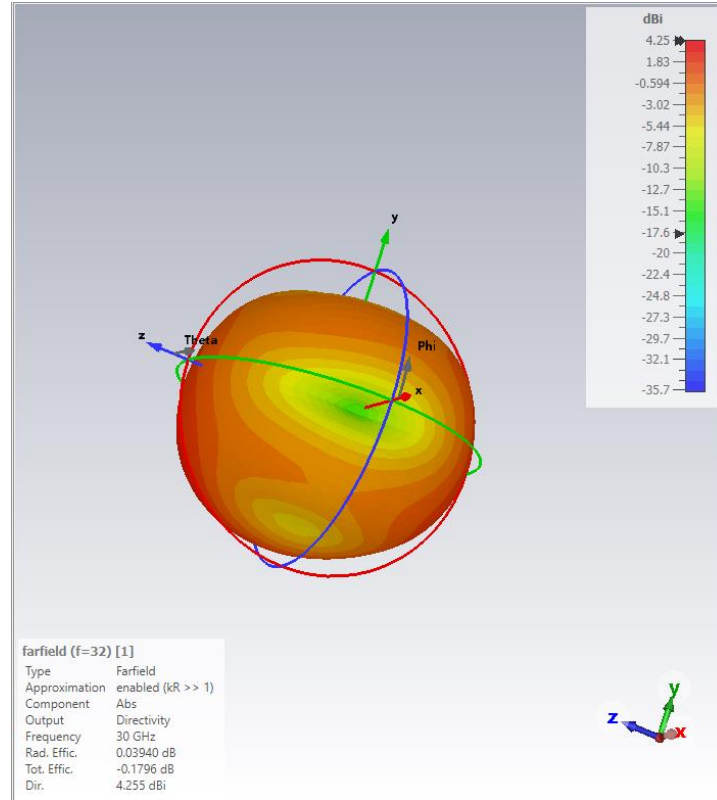 dBi
4.25
1.83
-0.594
-3.02
-5.44
-7.87
-10.3
-12.7
-15.1
-17.6
-20
-22.4
-24.8
-27.3
-29.7
-32.1
-35.7
y
z
Theta
Phi
x
farfield (f=32) [1]
Type Farfield
Approximation enabled (kR >> 1)
Component Abs
Output Directivity
Frequency 30 GHz
Rad. Effic. 0.03940 dB
Tot. Effic. -0.1796 dB
Dir. 4.255 dBi
y
z
x